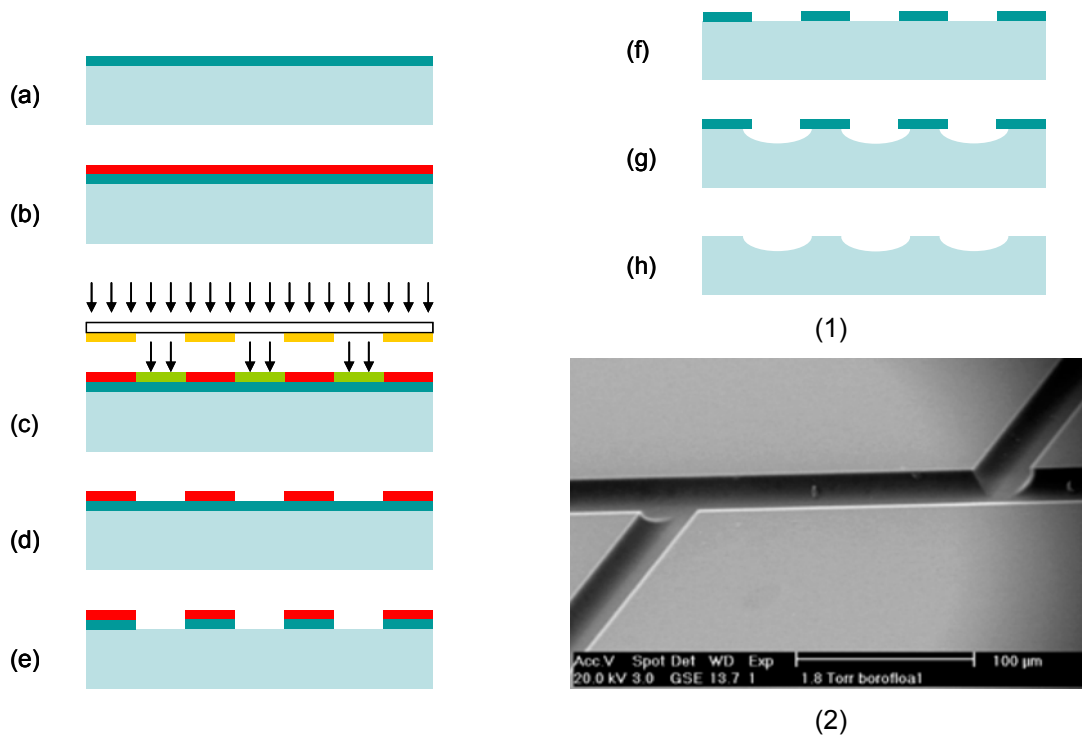 (a)
(b)
(c)
(d)
(e)
(f)
(g)
(h)
(1)
Acc.V Spot Det WD Exp 100 µm
20.0 kV 3.0 GSE 13.7 1 1.8 Torr borofloa1
(2)